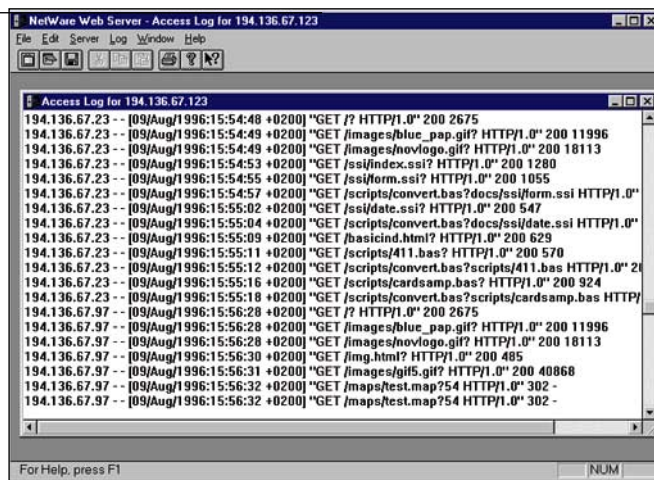 NetWare Web Server - Access Log for 194.136.67.123
File Edit Server Log Window Help
Access Log for 194.136.67.123
194.136.67.23 - - [09/Aug/1996:15:54:48 +0200] "GET /? HTTP/1.0" 200 2675
194.136.67.23 - - [09/Aug/1996:15:54:49 +0200] "GET /images/blue_pap.gif? HTTP/1.0" 200 11996
194.136.67.23 - - [09/Aug/1996:15:54:49 +0200] "GET /images/novlogo.gif? HTTP/1.0" 200 18113
194.136.67.23 - - [09/Aug/1996:15:54:53 +0200] "GET /ssi/index.ssi? HTTP/1.0" 200 1280
194.136.67.23 - - [09/Aug/1996:15:54:55 +0200] "GET /ssi/form.ssi? HTTP/1.0" 200 1055
194.136.67.23 - - [09/Aug/1996:15:54:57 +0200] "GET /scripts/convert.bas?docs/ssi/form.ssi HTTP/1.0"
194.136.67.23 - - [09/Aug/1996:15:55:02 +0200] "GET /ssi/date.ssi? HTTP/1.0" 200 547
194.136.67.23 - - [09/Aug/1996:15:55:04 +0200] "GET /scripts/convert.bas?docs/ssi/date.ssi HTTP/1.0"
194.136.67.23 - - [09/Aug/1996:15:55:09 +0200] "GET /basicind.html? HTTP/1.0" 200 629
194.136.67.23 - - [09/Aug/1996:15:55:11 +0200] "GET /scripts/411.bas? HTTP/1.0" 200 570
194.136.67.23 - - [09/Aug/1996:15:55:12 +0200] "GET /scripts/convert.bas?scripts/411.bas HTTP/1.0" 2
194.136.67.23 - - [09/Aug/1996:15:55:16 +0200] "GET /scripts/cardsamp.bas? HTTP/1.0" 200 924
194.136.67.23 - - [09/Aug/1996:15:55:18 +0200] "GET /scripts/convert.bas?scripts/cardsamp.bas HTTP/
194.136.67.97 - - [09/Aug/1996:15:56:28 +0200] "GET /? HTTP/1.0" 200 2675
194.136.67.97 - - [09/Aug/1996:15:56:28 +0200] "GET /images/blue_pap.gif? HTTP/1.0" 200 11996
194.136.67.97 - - [09/Aug/1996:15:56:28 +0200] "GET /images/novlogo.gif? HTTP/1.0" 200 18113
194.136.67.97 - - [09/Aug/1996:15:56:30 +0200] "GET /img.html? HTTP/1.0" 200 485
194.136.67.97 - - [09/Aug/1996:15:56:31 +0200] "GET /images/gif5.gif? HTTP/1.0" 200 40868
194.136.67.97 - - [09/Aug/1996:15:56:32 +0200] "GET /maps/test.map?54 HTTP/1.0" 302 -
194.136.67.97 - - [09/Aug/1996:15:56:32 +0200] "GET /maps/test.map?54 HTTP/1.0" 302 -
For Help, press F1
NUM